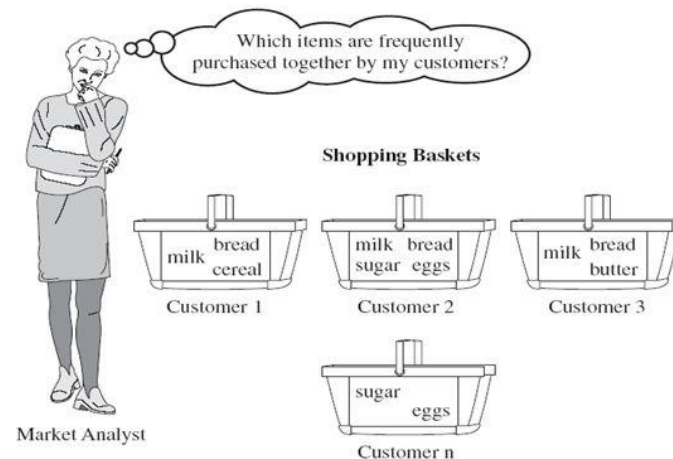 Which items are frequently
purchased together by my customers?
Shopping Baskets
milk bread
cereal
Customer 1
milk bread
sugar eggs
Customer 2
milk bread
butter
Customer 3
sugar
eggs
Customer n
Market Analyst